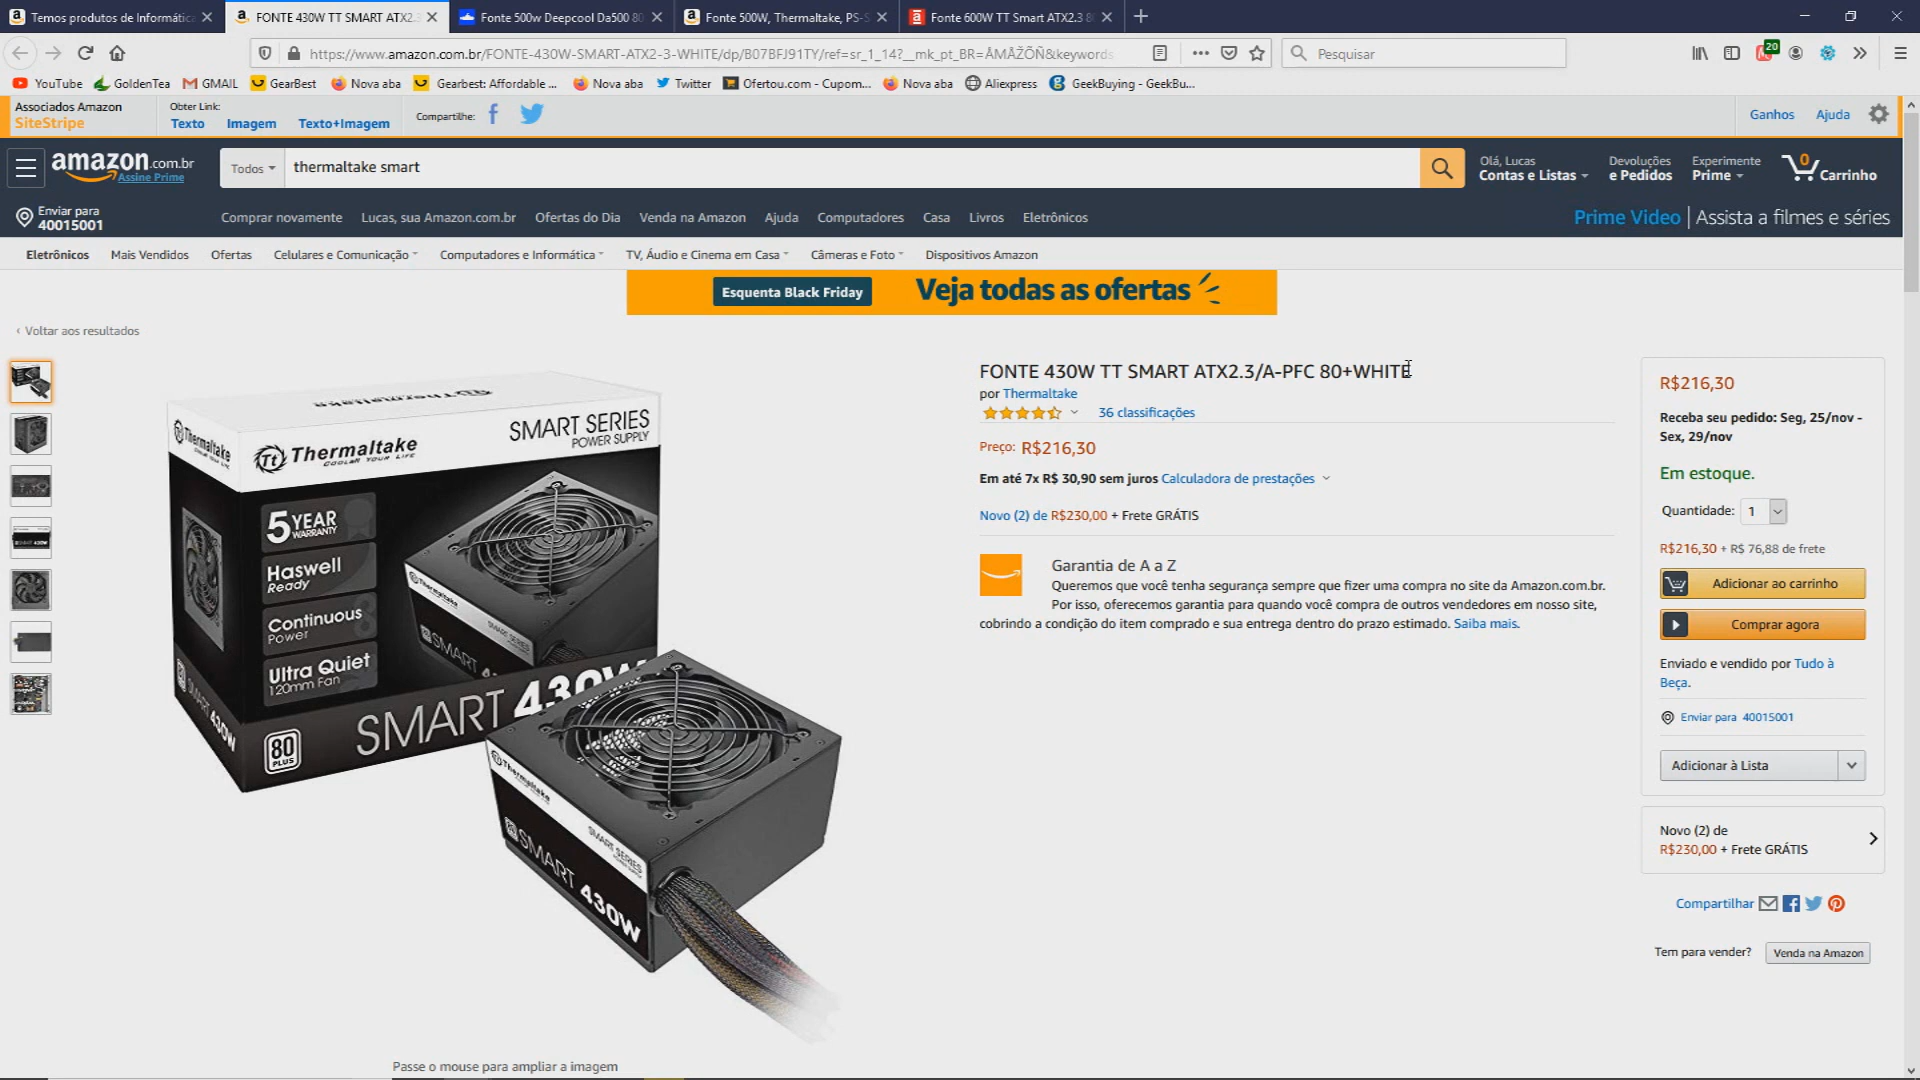 Temos produtos de Informátic
FONTE 430W TT SMART ATX2.3
Fonte 500w Deepcool Da500 80
Fonte 500W, Thermaltake, PS-S
Fonte 600W TT Smart ATX2.3 8
https://www.amazon.com.br/FONTE-430W-SMART-ATX2-3-WHITE/dp/B07BFJ91TY/ref=sr_1_14?__mk_pt_BR=ÅMÅŽÕÑ&keywords
Pesquisar
20
YouTube
GoldenTea
GMAIL
GearBest
Nova aba
Gearbest: Affordable ...
Nova aba
Twitter
Ofertou.com - Cupom...
Nova aba
Aliexpress
GeekBuying - GeekBu...
Associados Amazon
SiteStripe
Obter Link:
Texto
Imagem
Texto+Imagem
Compartilhe:
Ganhos
Ajuda
amazon.com.br
Assine Prime
Todos
thermaltake smart
Olá, Lucas
Contas e Listas
Devoluções
e Pedidos
Experimente
Prime
0
Carrinho
Enviar para
40015001
Comprar novamente
Lucas, sua Amazon.com.br
Ofertas do Dia
Venda na Amazon
Ajuda
Computadores
Casa
Livros
Eletrônicos
Prime Video | Assista a filmes e séries
Eletrônicos
Mais Vendidos
Ofertas
Celulares e Comunicação
Computadores e Informática
TV, Áudio e Cinema em Casa
Câmeras e Foto
Dispositivos Amazon
Esquenta Black Friday
Veja todas as ofertas
‹ Voltar aos resultados
Thermaltake
Thermaltake
Thermaltake
COOLER YOUR LIFE
SMART SERIES
POWER SUPPLY
5 YEAR
WARRANTY
Haswell
Ready
Continuous
Power
Ultra Quiet
120mm Fan
Thermaltake
SMART SERIES
SMART
SMART 430W
80
PLUS
SMART 430W
Thermaltake
SMART SERIES
SMART 430W
Passe o mouse para ampliar a imagem
FONTE 430W TT SMART ATX2.3/A-PFC 80+WHITE
por Thermaltake
36 classificações
Preço: R$216,30
Em até 7x R$ 30,90 sem juros Calculadora de prestações
Novo (2) de R$230,00 + Frete GRÁTIS
Garantia de A a Z
Queremos que você tenha segurança sempre que fizer uma compra no site da Amazon.com.br.
Por isso, oferecemos garantia para quando você compra de outros vendedores em nosso site,
cobrindo a condição do item comprado e sua entrega dentro do prazo estimado. Saiba mais.
R$216,30
Receba seu pedido: Seg, 25/nov -
Sex, 29/nov
Em estoque.
Quantidade: 1
R$216,30 + R$ 76,88 de frete
Adicionar ao carrinho
Comprar agora
Enviado e vendido por Tudo à
Beça.
Enviar para 40015001
Adicionar à Lista
Novo (2) de
R$230,00 + Frete GRÁTIS
Compartilhar
Tem para vender?
Venda na Amazon